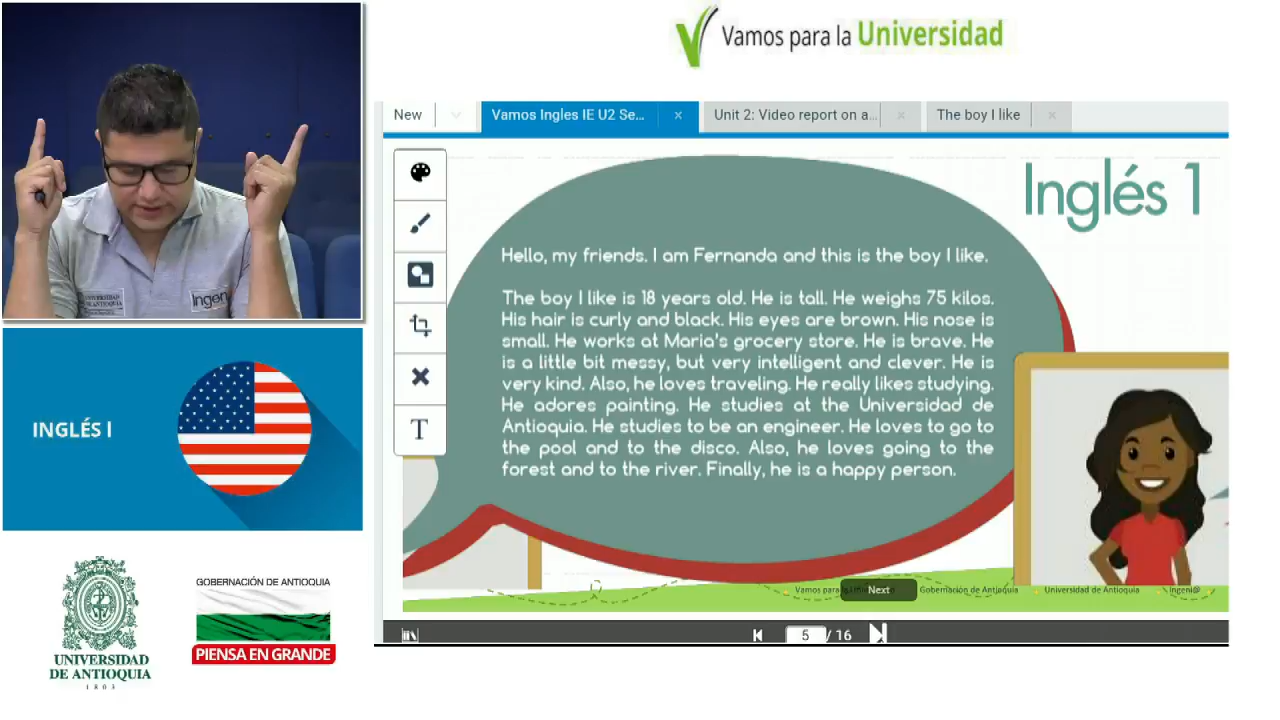 Vamos para la Universidad
New
Vamos Ingles IE U2 Se...
Unit 2: Video report on a...
The boy I like
Inglés 1
Hello, my friends. I am Fernanda and this is the boy I like.
The boy I like is 18 years old. He is tall. He weighs 75 kilos.
His hair is curly and black. His eyes are brown. His nose is
small. He works at Maria's grocery store. He is brave. He
is a little bit messy, but very intelligent and clever. He is
very kind. Also, he loves traveling. He really likes studying.
He adores painting. He studies at the Universidad de
Antioquia. He studies to be an engineer. He loves to go to
the pool and to the disco. Also, he loves going to the
forest and to the river. Finally, he is a happy person.
T
Vamos para
Next
Gobernación de Antioquia
Universidad de Antioquia
Ingeni@
5 / 16
UNIVERSIDAD
DE ANTIOQUIA
Ingeni
INGLÉS I
UNIVERSIDAD
DE ANTIOQUIA
1803
GOBERNACIÓN DE ANTIOQUIA
PIENSA EN GRANDE